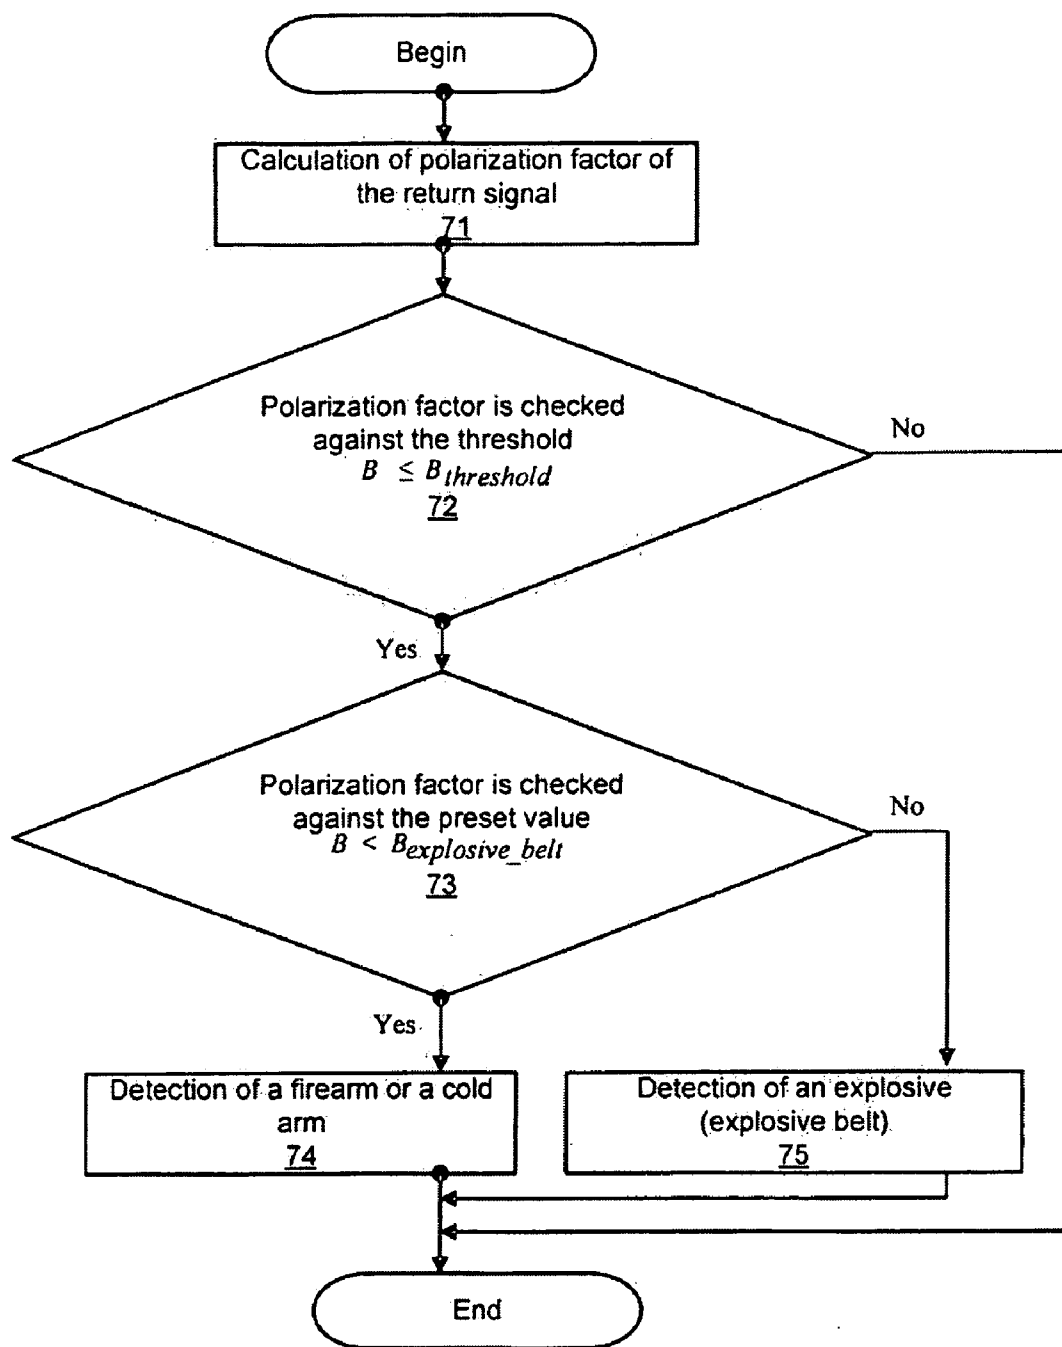 Begin
Calculation of polarization factor of
the return signal
71
Polarization factor is checked
against the threshold
B ≤ B threshold
72
No
Yes
Polarization factor is checked
against the preset value
B < B explosive_belt
73
No
Yes
Detection of a firearm or a cold
arm
74
Detection of an explosive
(explosive belt)
75
End